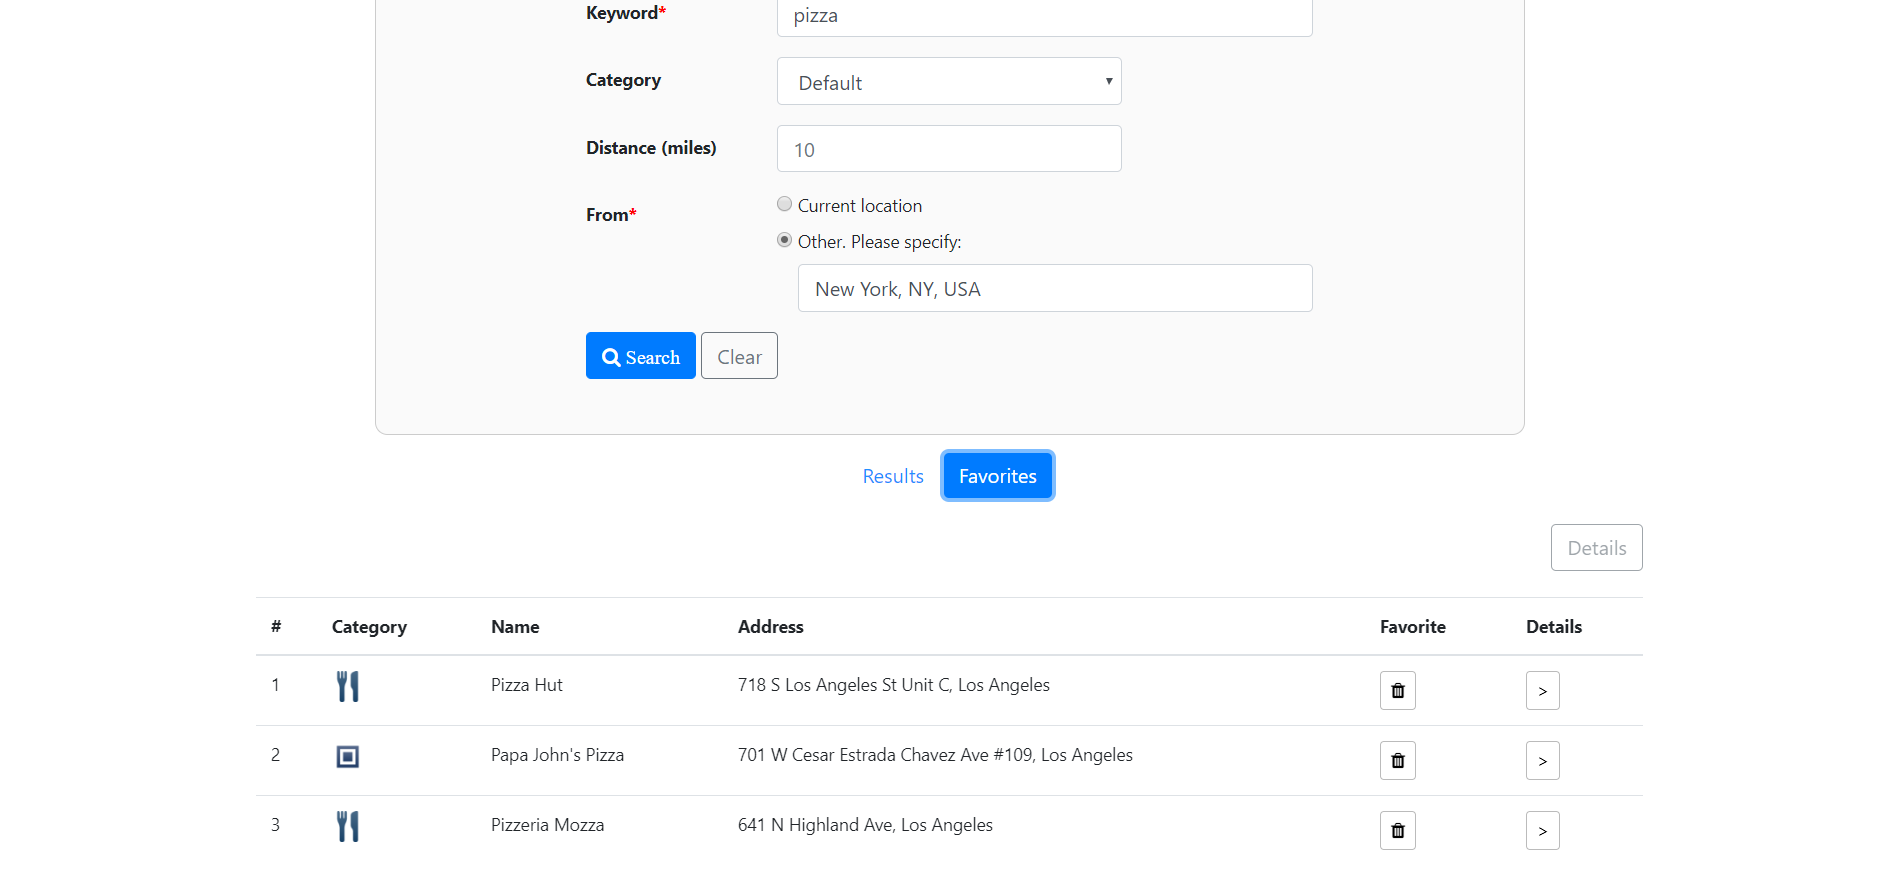 Keyword* pizza
Category Default
Distance (miles) 10
From* Current location
Other. Please specify:
New York, NY, USA
Search Clear
Results Favorites
Details
# Category Name Address Favorite Details
1 Pizza Hut 718 S Los Angeles St Unit C, Los Angeles >
2 Papa John's Pizza 701 W Cesar Estrada Chavez Ave #109, Los Angeles >
3 Pizzeria Mozza 641 N Highland Ave, Los Angeles >